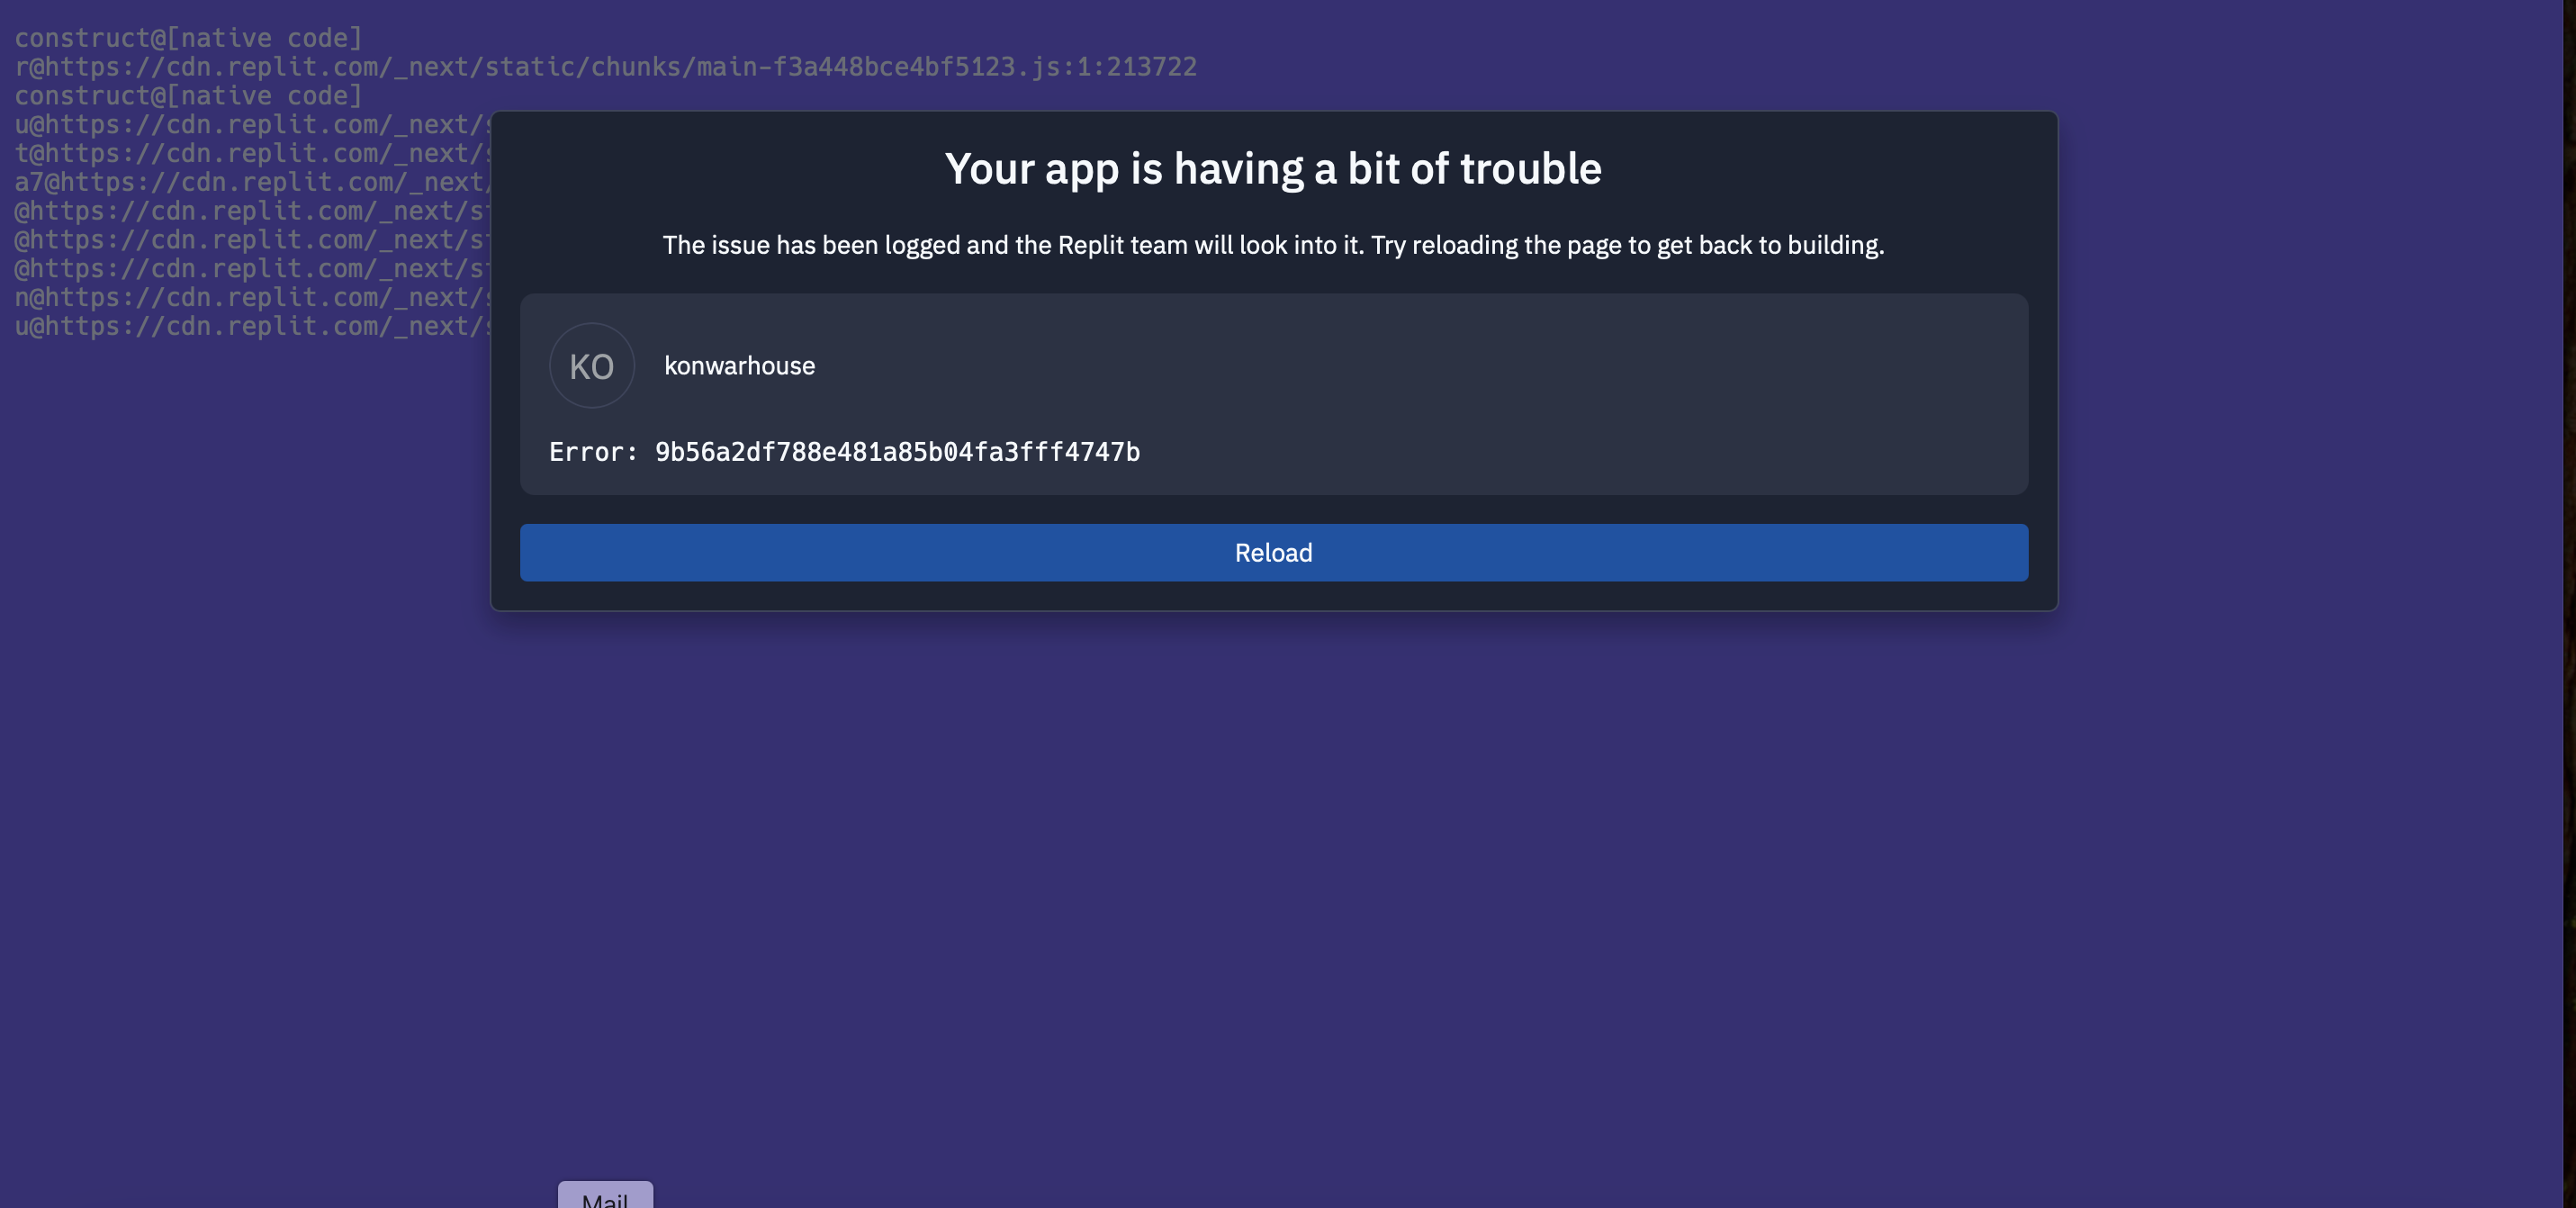 construct@[native code]
r@https://cdn.replit.com/_next/static/chunks/main-f3a448bce4bf5123.js:1:213722
construct@[native code]
u@https://cdn.replit.com/_next/
t@https://cdn.replit.com/_next/
a7@https://cdn.replit.com/_next/
@https://cdn.replit.com/_next/s
@https://cdn.replit.com/_next/s
@https://cdn.replit.com/_next/s
n@https://cdn.replit.com/_next/
u@https://cdn.replit.com/_next/
Your app is having a bit of trouble
The issue has been logged and the Replit team will look into it. Try reloading the page to get back to building.
KO
konwarhouse
Error: 9b56a2df788e481a85b04fa3fff4747b
Reload
Mail